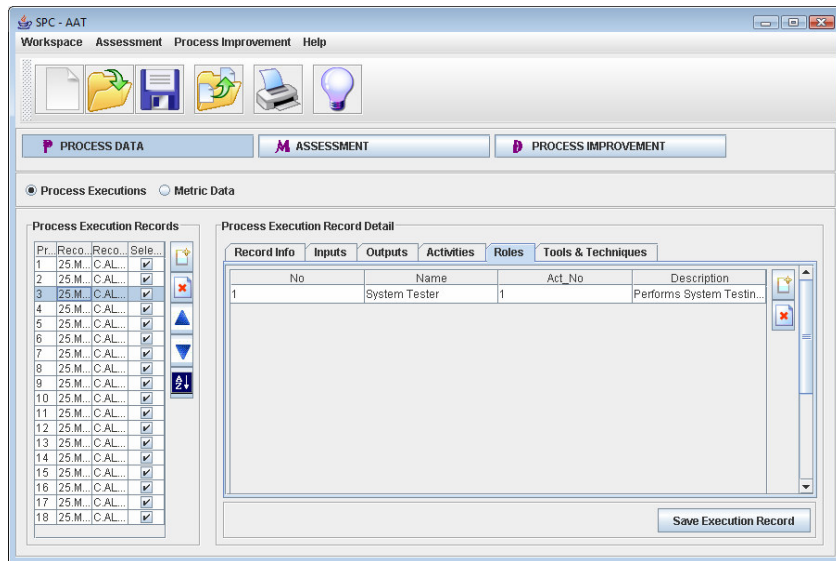 SPC - AAT
Workspace Assessment Process Improvement Help
P PROCESS DATA M ASSESSMENT D PROCESS IMPROVEMENT
Process Executions Metric Data
Process Execution Records Process Execution Record Detail
Record Info Inputs Outputs Activities Roles Tools & Techniques
Pr... Reco... Reco... Sele...
No Name Act_No Description
1 System Tester 1 Performs System Testin...
1 25.M... C.AL...
2 25.M... C.AL...
3 25.M... C.AL...
4 25.M... C.AL...
5 25.M... C.AL...
6 25.M... C.AL...
7 25.M... C.AL...
8 25.M... C.AL...
9 25.M... C.AL...
10 25.M... C.AL...
11 25.M... C.AL...
12 25.M... C.AL...
13 25.M... C.AL...
14 25.M... C.AL...
15 25.M... C.AL...
16 25.M... C.AL...
17 25.M... C.AL...
18 25.M... C.AL...
A
Z
Save Execution Record